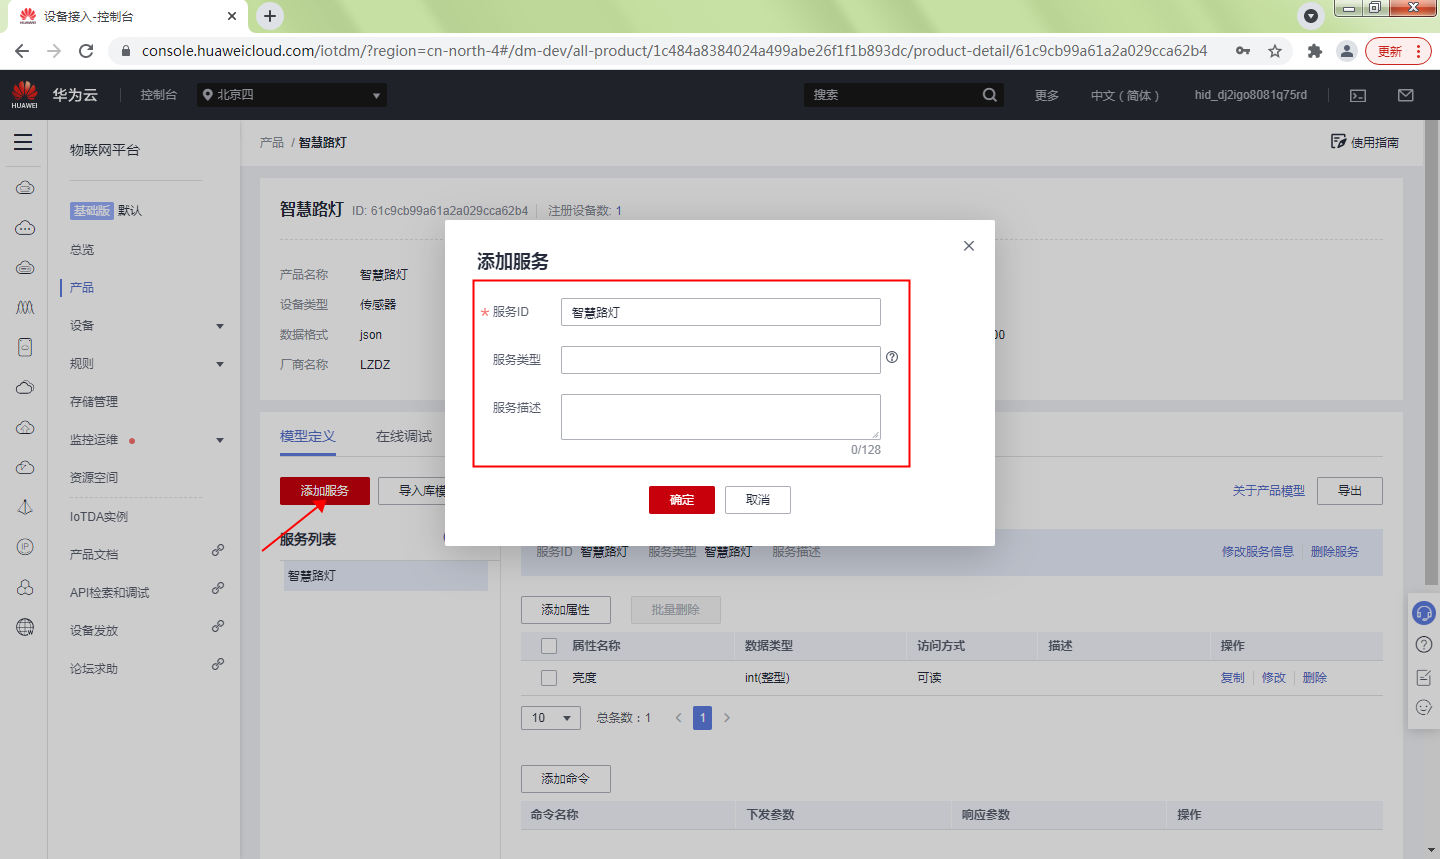 设备接入-控制台
console.huaweicloud.com/iotdm/?region=cn-north-4#/dm-dev/all-product/1c484a8384024a499abe26f1f1b893dc/product-detail/61c9cb99a61a2a029cca62b4
更新
HUAWEI 华为云 控制台 北京四 搜索 更多 中文（简体） hid_dj2igo8081q75rd
物联网平台
产品 / 智慧路灯
使用指南
基础版 默认
总览
产品
设备
规则
存储管理
监控运维
资源空间
IoTDA实例
产品文档
API检索和调试
设备发放
论坛求助
智慧路灯 ID: 61c9cb99a61a2a029cca62b4 注册设备数: 1
产品名称 智慧路灯
设备类型 传感器
数据格式 json
00
厂商名称 LZDZ
模型定义 在线调试
添加服务 导入库模
关于产品模型 导出
服务列表
智慧路灯
添加服务
* 服务ID 智慧路灯
服务类型
服务描述
0/128
确定 取消
服务ID 智慧路灯 服务类型 智慧路灯 服务描述
修改服务信息 删除服务
添加属性 批量删除
属性名称 数据类型 访问方式 描述 操作
亮度 int(整型) 可读 复制 修改 删除
10 总条数：1 < 1 >
添加命令
命令名称 下发参数 响应参数 操作